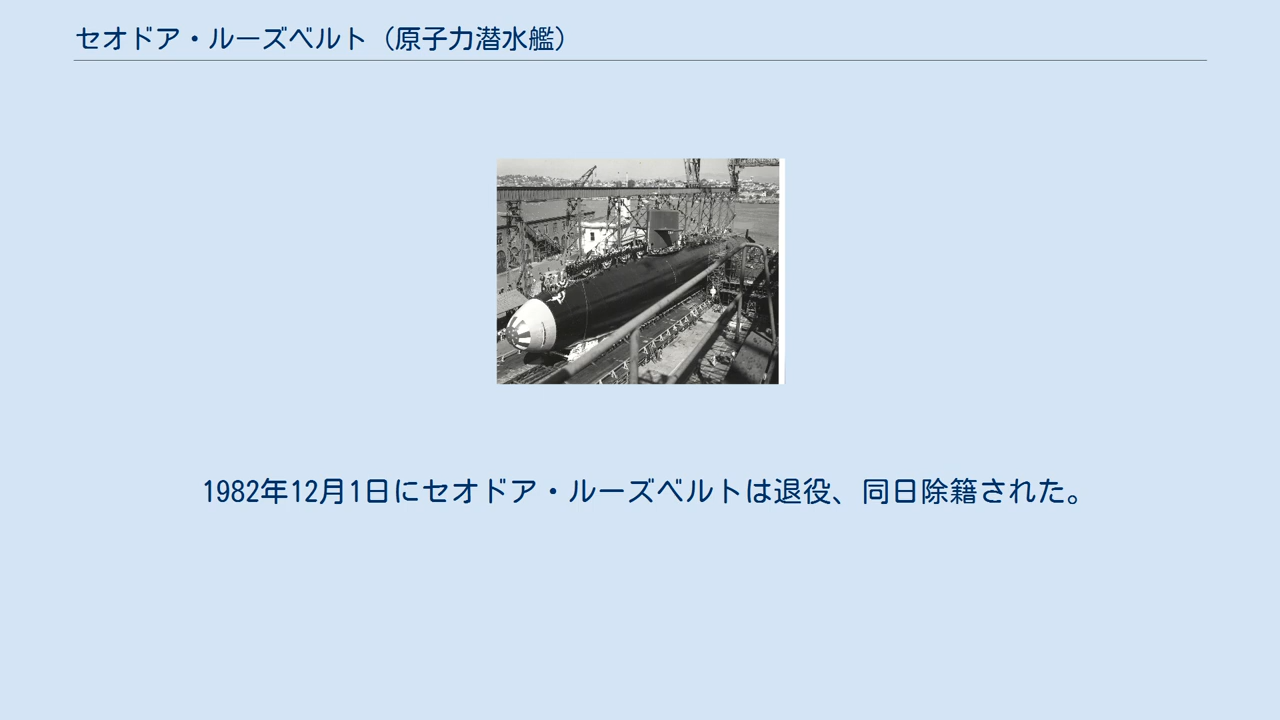 セオドア・ルーズベルト（原子力潜水艦）
1982年12月1日にセオドア・ルーズベルトは退役、同日除籍された。